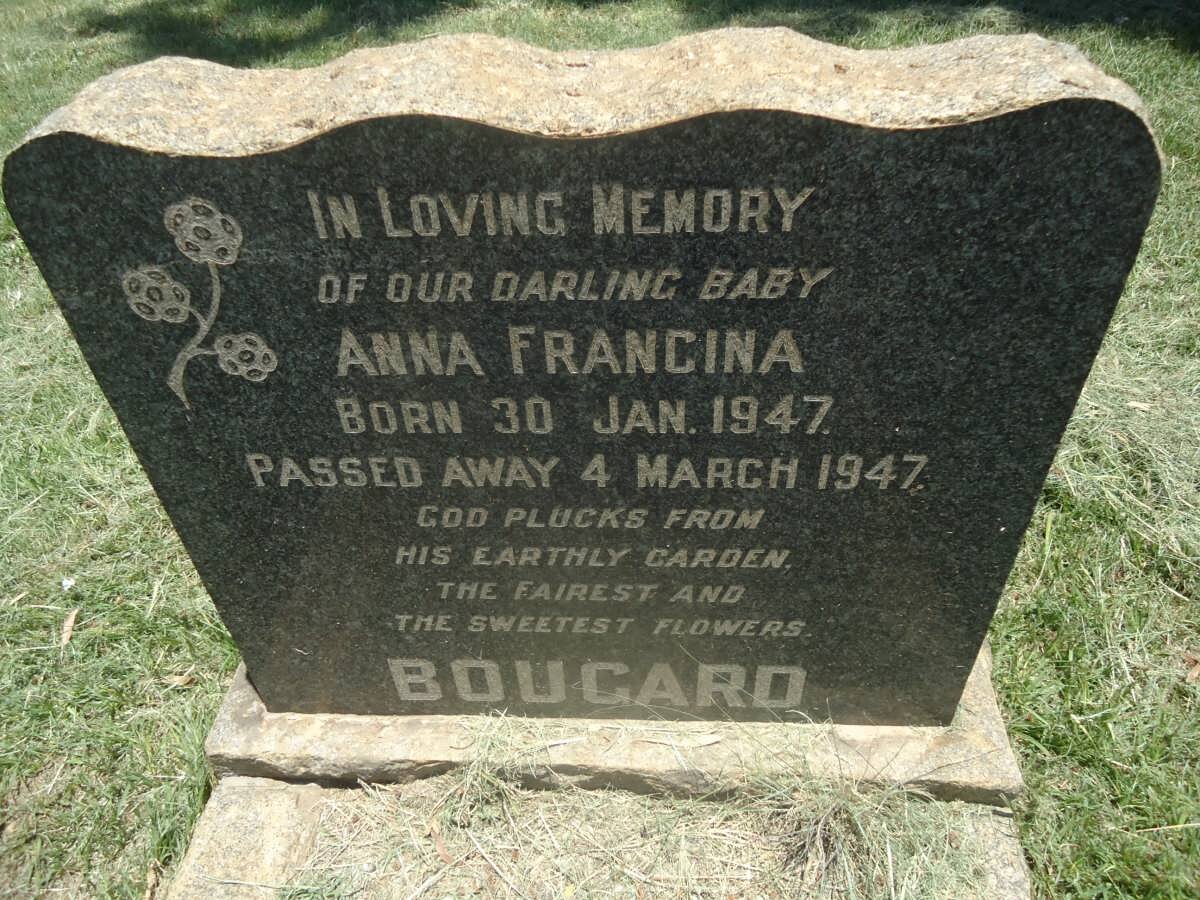 IN LOVING MEMORY
OF OUR DARLING BABY
ANNA FRANCINA
BORN 30 JAN. 1947.
PASSED AWAY 4 MARCH 1947.
GOD PLUCKS FROM
HIS EARTHLY GARDEN,
THE FAIREST AND
THE SWEETEST FLOWERS.
BOUGARD